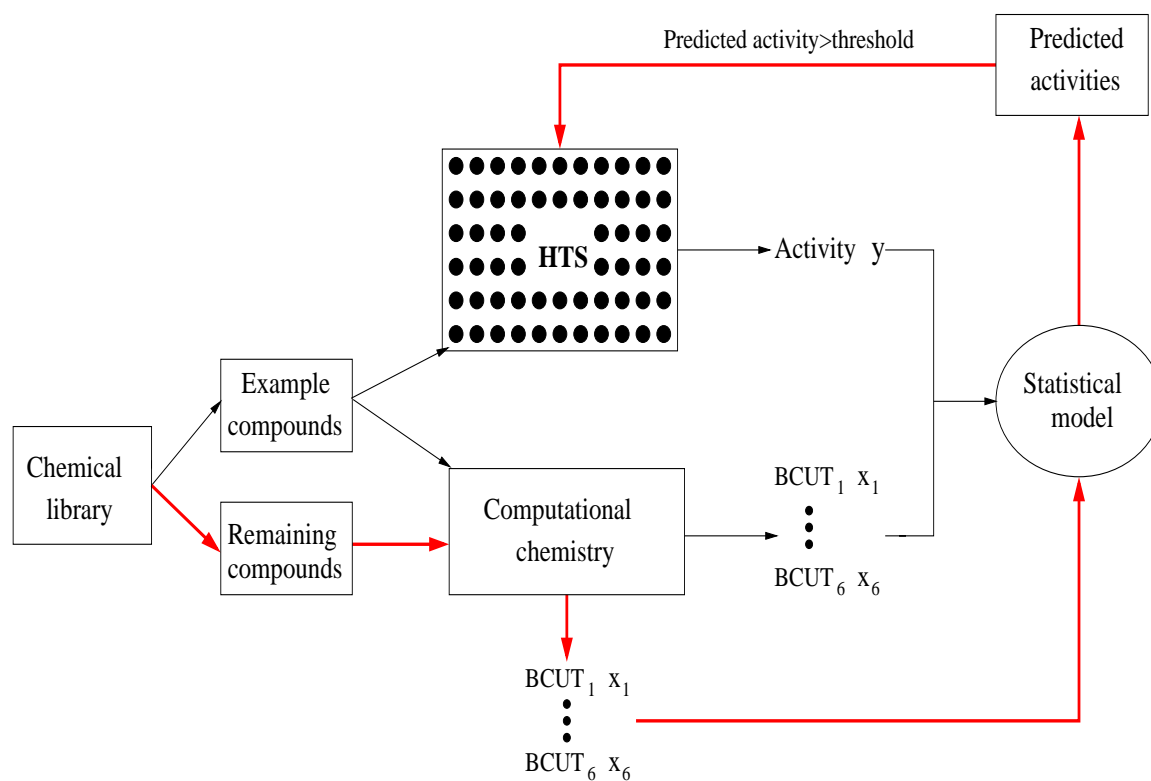 Predicted activity>threshold
Predicted
activities
HTS
Activity y
Example
compounds
Statistical
model
Chemical
library
Remaining
compounds
Computational
chemistry
BCUT₁ x₁
BCUT₆ x₆
BCUT₁ x₁
BCUT₆ x₆